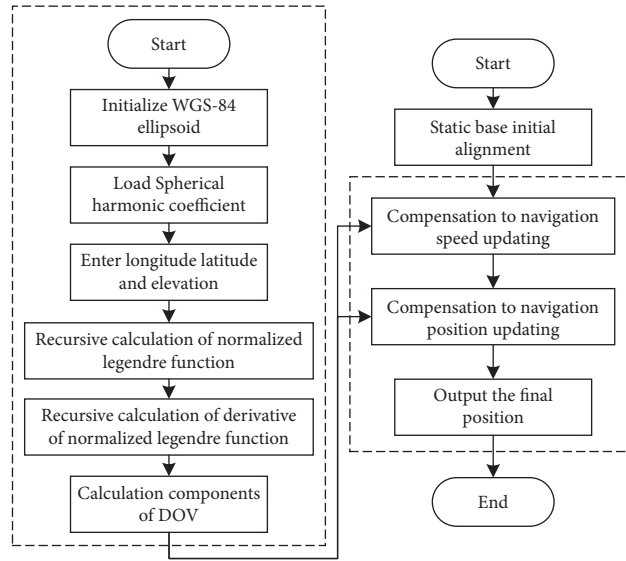 Start
Initialize WGS-84
ellipsoid
Load Spherical
harmonic coefficient
Enter longitude latitude
and elevation
Recursive calculation of normalized
legendre function
Recursive calculation of derivative
of normalized legendre function
Calculation components
of DOV
Start
Static base initial
alignment
Compensation to navigation
speed updating
Compensation to navigation
position updating
Output the final
position
End